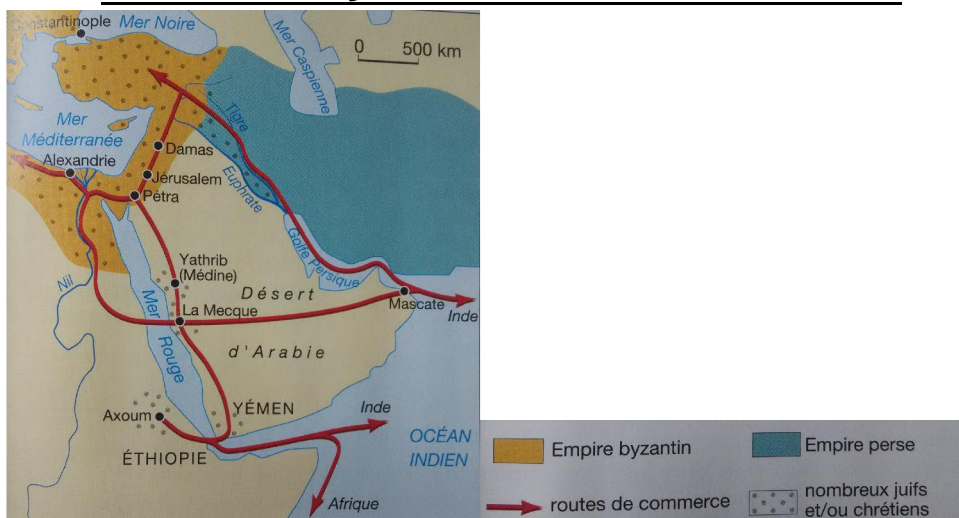 Constantinople
Mer Noire
Mer Caspienne
0 500 km
Mer
Méditerranée
Tigre
Damas
Alexandrie
Jérusalem
Euphrate
Pétra
Golfe Persique
Yathrib
(Médine)
Nil
Désert
Mascate
Inde
Mer Rouge
La Mecque
d'Arabie
Axoum
YÉMEN
Inde
ÉTHIOPIE
OCÉAN
INDIEN
Afrique
Empire byzantin
Empire perse
routes de commerce
nombreux juifs
et/ou chrétiens